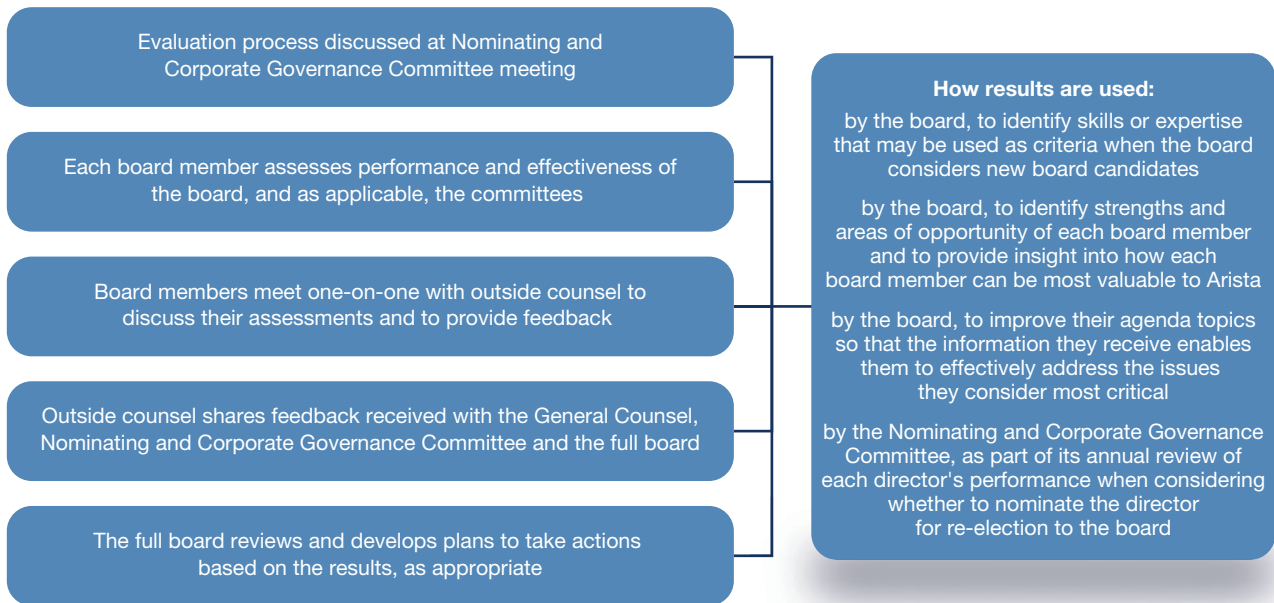 Evaluation process discussed at Nominating and
Corporate Governance Committee meeting
Each board member assesses performance and effectiveness of
the board, and as applicable, the committees
Board members meet one-on-one with outside counsel to
discuss their assessments and to provide feedback
Outside counsel shares feedback received with the General Counsel,
Nominating and Corporate Governance Committee and the full board
The full board reviews and develops plans to take actions
based on the results, as appropriate
How results are used:
by the board, to identify skills or expertise
that may be used as criteria when the board
considers new board candidates
by the board, to identify strengths and
areas of opportunity of each board member
and to provide insight into how each
board member can be most valuable to Arista
by the board, to improve their agenda topics
so that the information they receive enables
them to effectively address the issues
they consider most critical
by the Nominating and Corporate Governance
Committee, as part of its annual review of
each director's performance when considering
whether to nominate the director
for re-election to the board